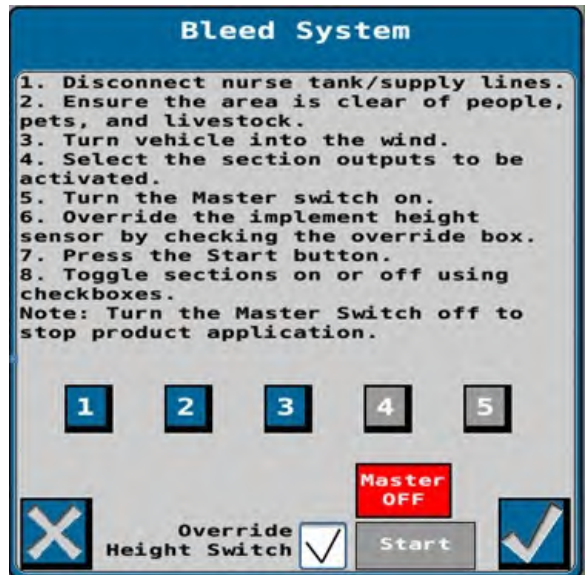 Bleed System
1. Disconnect nurse tank/supply lines.
2. Ensure the area is clear of people,
pets, and livestock.
3. Turn vehicle into the wind.
4. Select the section outputs to be
activated.
5. Turn the Master switch on.
6. Override the implement height
sensor by checking the override box.
7. Press the Start button.
8. Toggle sections on or off using
checkboxes.
Note: Turn the Master Switch off to
stop product application.
1 2 3 4 5
Master
OFF
Override
Height Switch
Start